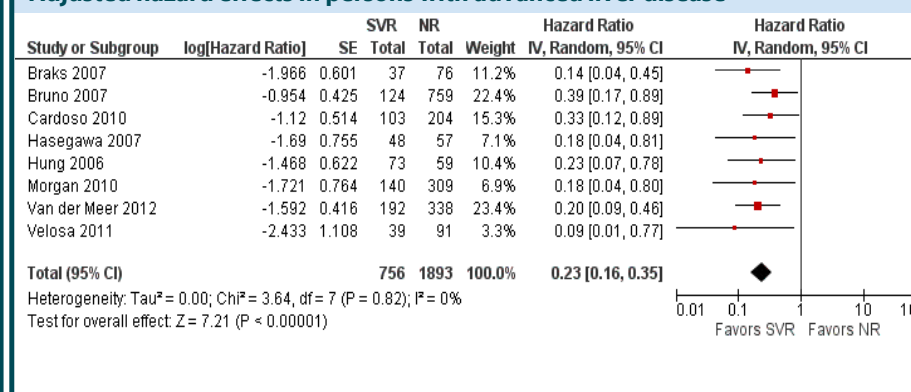 Adjusted hazard effects in persons with advanced liver disease
SVR NR Hazard Ratio Hazard Ratio
Study or Subgroup log[Hazard Ratio] SE Total Total Weight IV, Random, 95% CI IV, Random, 95% CI
Braks 2007 -1.966 0.601 37 76 11.2% 0.14 [0.04, 0.45]
Bruno 2007 -0.954 0.425 124 759 22.4% 0.39 [0.17, 0.89]
Cardoso 2010 -1.12 0.514 103 204 15.3% 0.33 [0.12, 0.89]
Hasegawa 2007 -1.69 0.755 48 57 7.1% 0.18 [0.04, 0.81]
Hung 2006 -1.468 0.622 73 59 10.4% 0.23 [0.07, 0.78]
Morgan 2010 -1.721 0.764 140 309 6.9% 0.18 [0.04, 0.80]
Van der Meer 2012 -1.592 0.416 192 338 23.4% 0.20 [0.09, 0.46]
Velosa 2011 -2.433 1.108 39 91 3.3% 0.09 [0.01, 0.77]
Total (95% CI) 756 1893 100.0% 0.23 [0.16, 0.35]
Heterogeneity: Tau² = 0.00; Chi² = 3.64, df = 7 (P = 0.82); I² = 0%
Test for overall effect: Z = 7.21 (P < 0.00001)
0.01 0.1 1 10
Favors SVR Favors NR